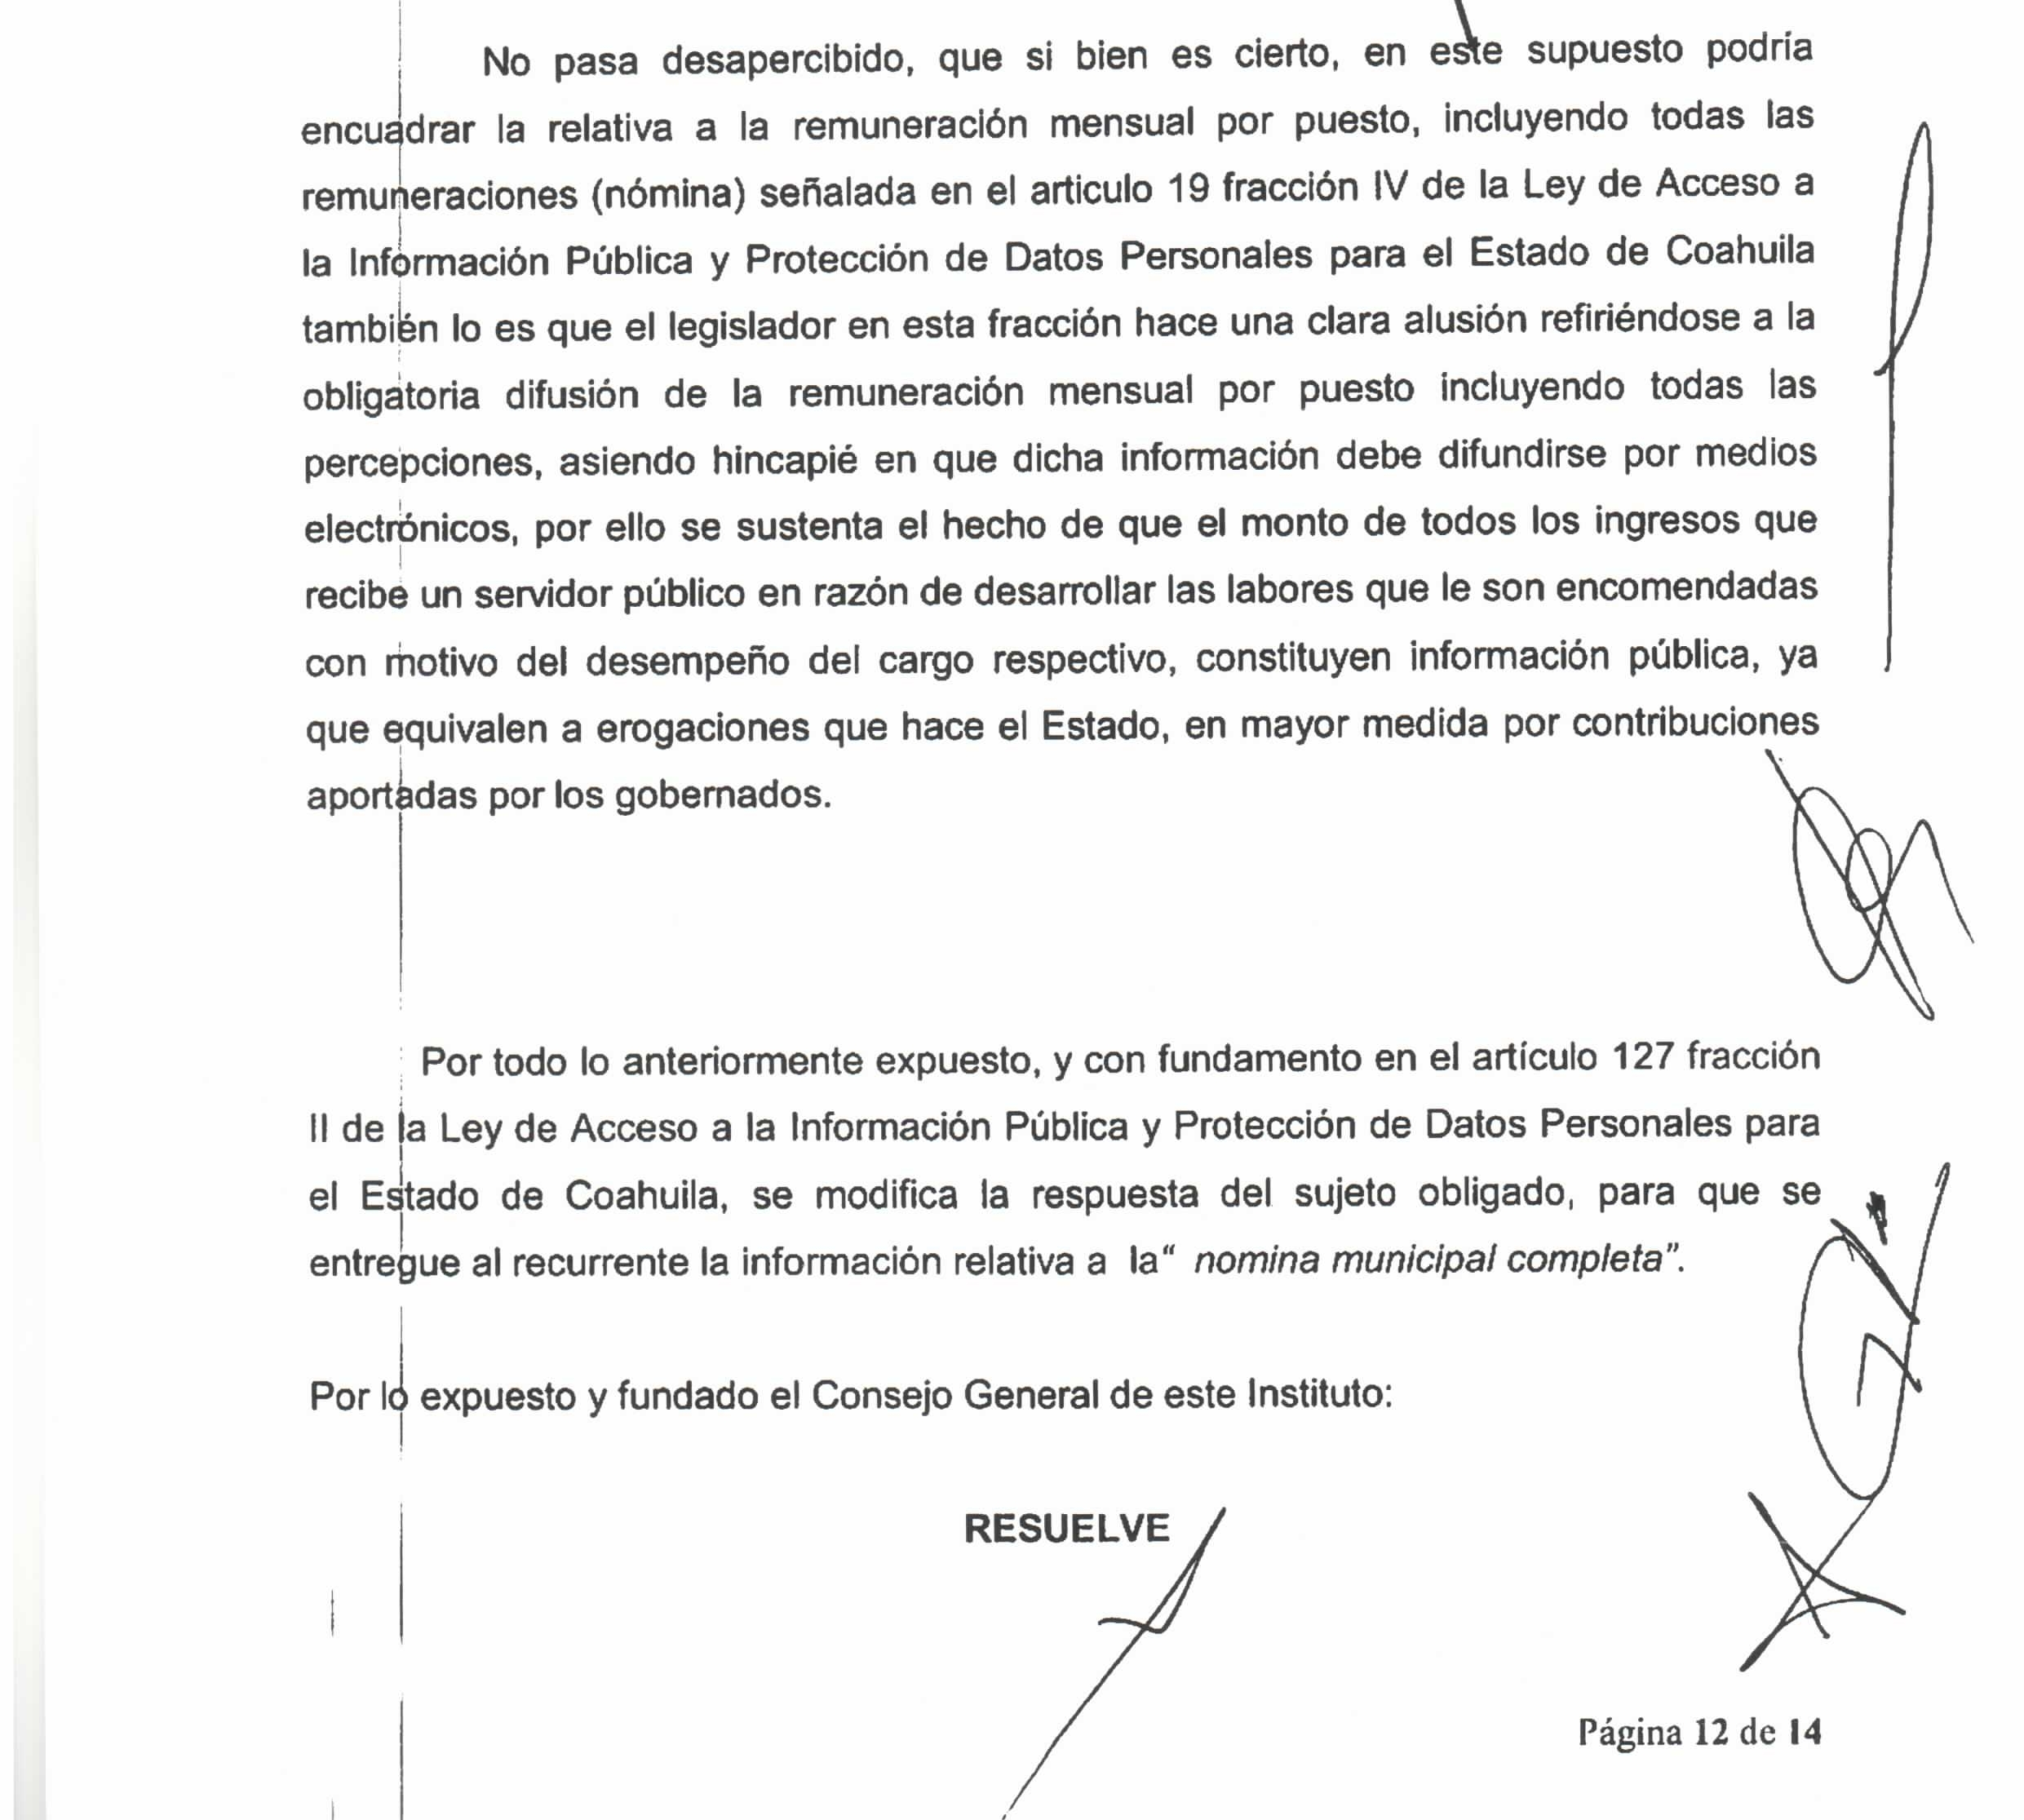 No pasa desapercibido, que si bien es cierto, en este supuesto podría
encuadrar la relativa a la remuneración mensual por puesto, incluyendo todas las
remuneraciones (nómina) señalada en el articulo 19 fracción IV de la Ley de Acceso a
la Información Pública y Protección de Datos Personales para el Estado de Coahuila
también lo es que el legislador en esta fracción hace una clara alusión refiriéndose a la
obligatoria difusión de la remuneración mensual por puesto incluyendo todas las
percepciones, asiendo hincapié en que dicha información debe difundirse por medios
electrónicos, por ello se sustenta el hecho de que el monto de todos los ingresos que
recibe un servidor público en razón de desarrollar las labores que le son encomendadas
con motivo del desempeño del cargo respectivo, constituyen información pública, ya
que equivalen a erogaciones que hace el Estado, en mayor medida por contribuciones
aportadas por los gobernados.
Por todo lo anteriormente expuesto, y con fundamento en el artículo 127 fracción
II de la Ley de Acceso a la Información Pública y Protección de Datos Personales para
el Estado de Coahuila, se modifica la respuesta del sujeto obligado, para que se
entregue al recurrente la información relativa a la“ nomina municipal completa”.
Por lo expuesto y fundado el Consejo General de este Instituto:
RESUELVE
Página 12 de 14